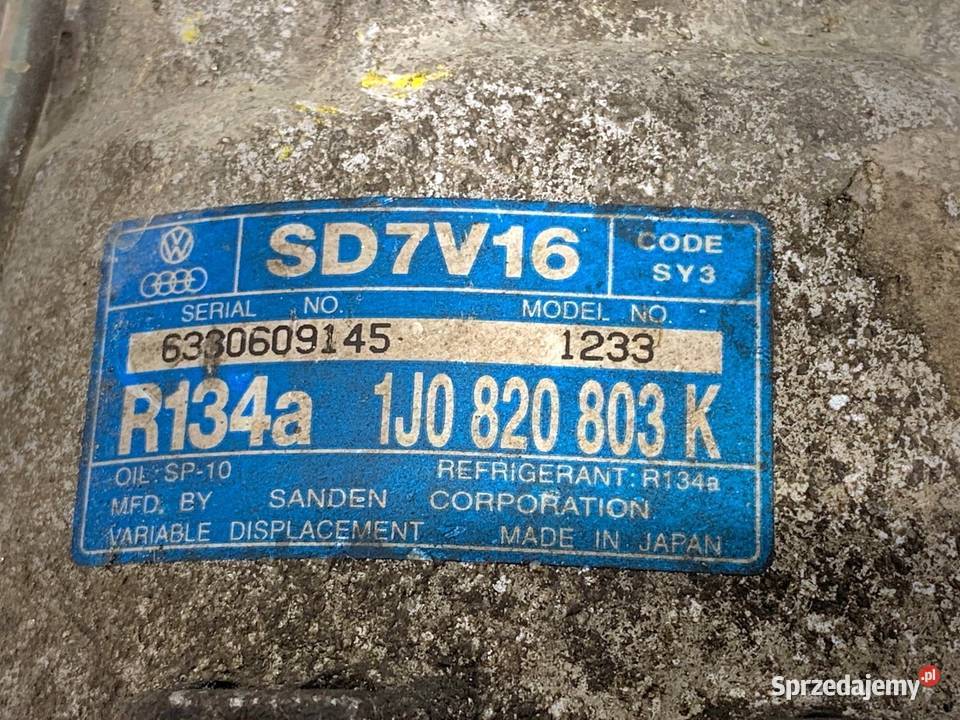 SD7V16
CODE
SY3
SERIAL NO.
MODEL NO.
6330609145
1233
R134a 1J0 820 803 K
OIL: SP-10
REFRIGERANT: R134a
MFD. BY SANDEN CORPORATION
VARIABLE DISPLACEMENT
MADE IN JAPAN
Sprzedajemy.pl